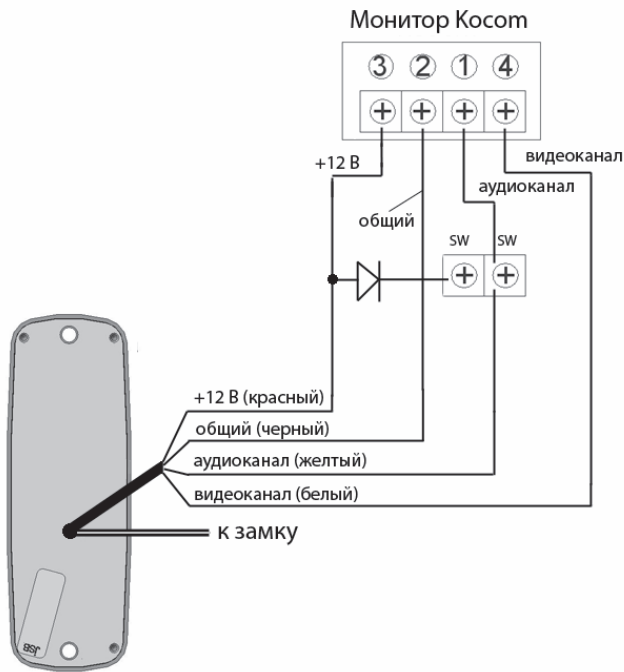 Монитор Kocom
3 2 1 4
+12 В
видеоканал
аудиоканал
общий
SW SW
+12 В (красный)
общий (черный)
аудиоканал (желтый)
видеоканал (белый)
к замку
JSB